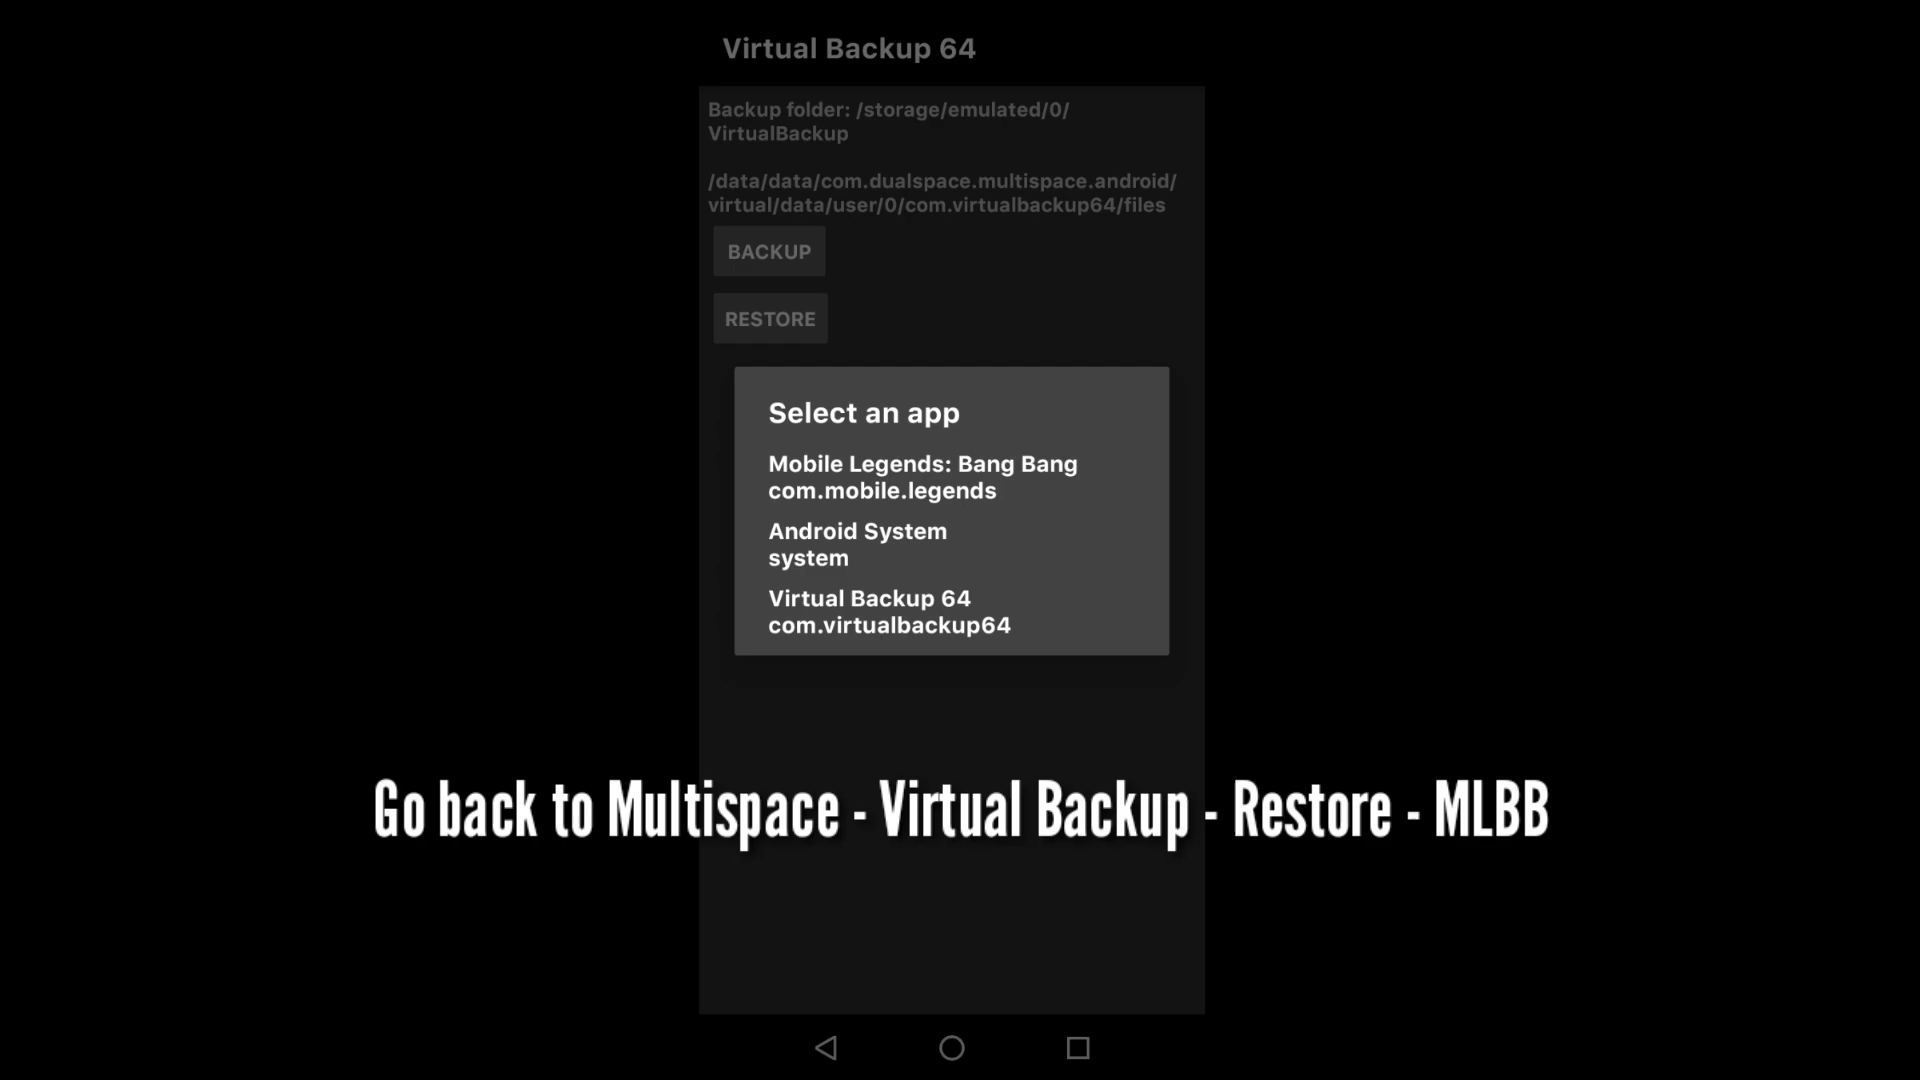 Virtual Backup 64
Backup folder: /storage/emulated/0/
VirtualBackup
/data/data/com.dualspace.multispace.android/
virtual/data/user/0/com.virtualbackup64/files
BACKUP
RESTORE
Select an app
Mobile Legends: Bang Bang
com.mobile.legends
Android System
system
Virtual Backup 64
com.virtualbackup64
Go back to Multispace - Virtual Backup - Restore - MLBB